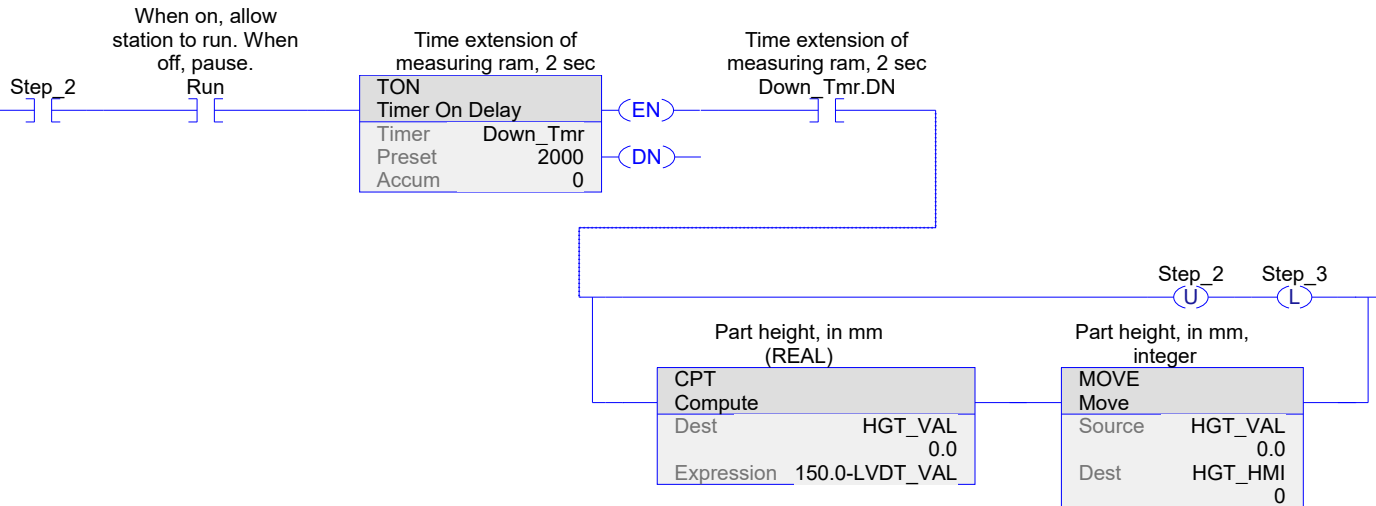 When on, allow
station to run. When
off, pause.
Step_2
Run
Time extension of
measuring ram, 2 sec
TON
Timer On Delay
Timer Down_Tmr
Preset 2000
Accum 0
EN
DN
Time extension of
measuring ram, 2 sec
Down_Tmr.DN
Step_2
U
Step_3
L
Part height, in mm
(REAL)
CPT
Compute
Dest HGT_VAL
0.0
Expression 150.0-LVDT_VAL
Part height, in mm,
integer
MOVE
Move
Source HGT_VAL
0.0
Dest HGT_HMI
0